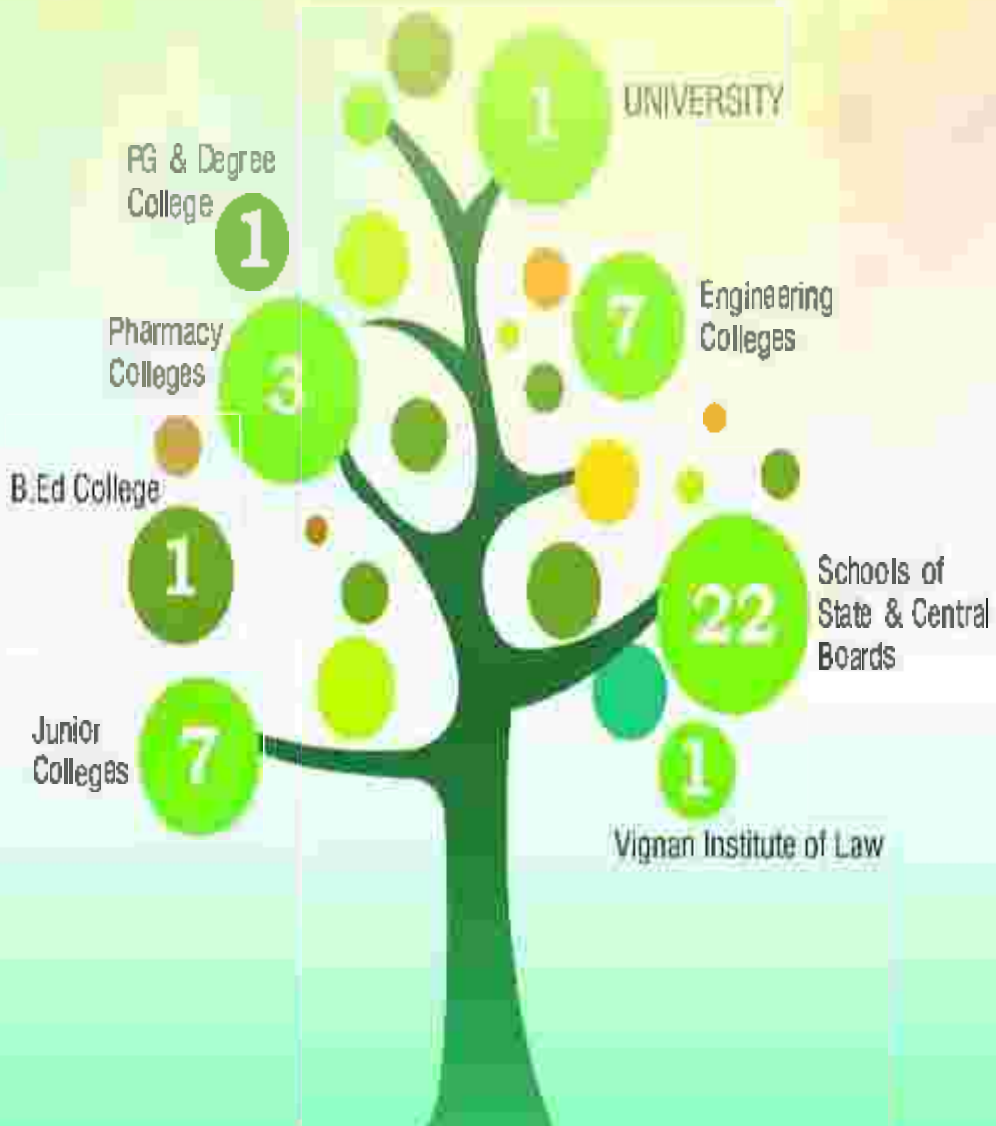 1
UNIVERSITY
PG & Degree
College
1
Pharmacy
Colleges
3
7
Engineering
Colleges
B.Ed College
1
22
Schools of
State & Central
Boards
Junior
Colleges
7
1
Vignan Institute of Law